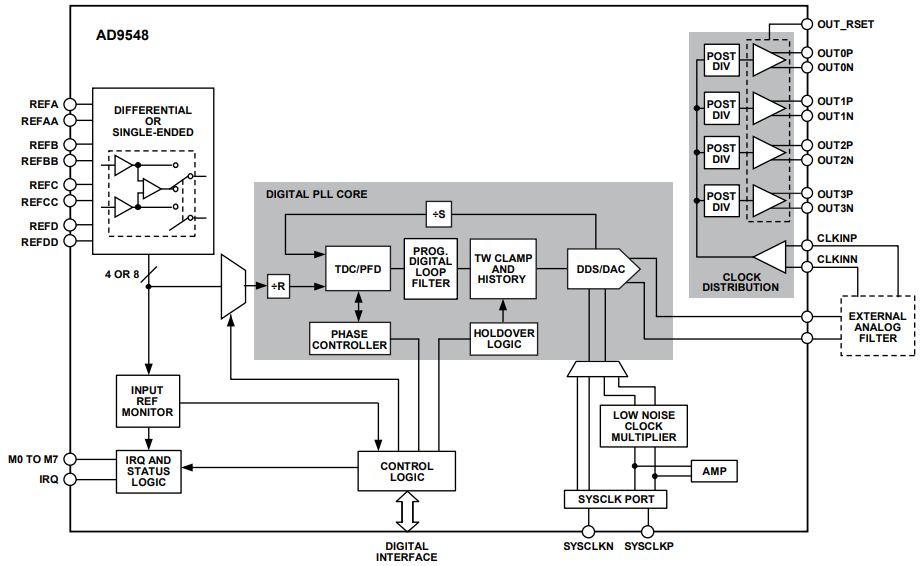 AD9548
OUT_RSET
OUT0P
OUT0N
OUT1P
OUT1N
OUT2P
OUT2N
OUT3P
OUT3N
CLKINP
CLKINN
POST
DIV
POST
DIV
POST
DIV
POST
DIV
CLOCK
DISTRIBUTION
EXTERNAL
ANALOG
FILTER
REFA
REFAA
REFB
REFBB
REFC
REFCC
REFD
REFDD
DIFFERENTIAL
OR
SINGLE-ENDED
4 OR 8
DIGITAL PLL CORE
÷S
÷R
TDC/PFD
PROG.
DIGITAL
LOOP
FILTER
TW CLAMP
AND
HISTORY
DDS/DAC
PHASE
CONTROLLER
HOLDOVER
LOGIC
INPUT
REF
MONITOR
LOW NOISE
CLOCK
MULTIPLIER
AMP
M0 TO M7
IRQ
IRQ AND
STATUS
LOGIC
CONTROL
LOGIC
SYSCLK PORT
DIGITAL
INTERFACE
SYSCLKN
SYSCLKP